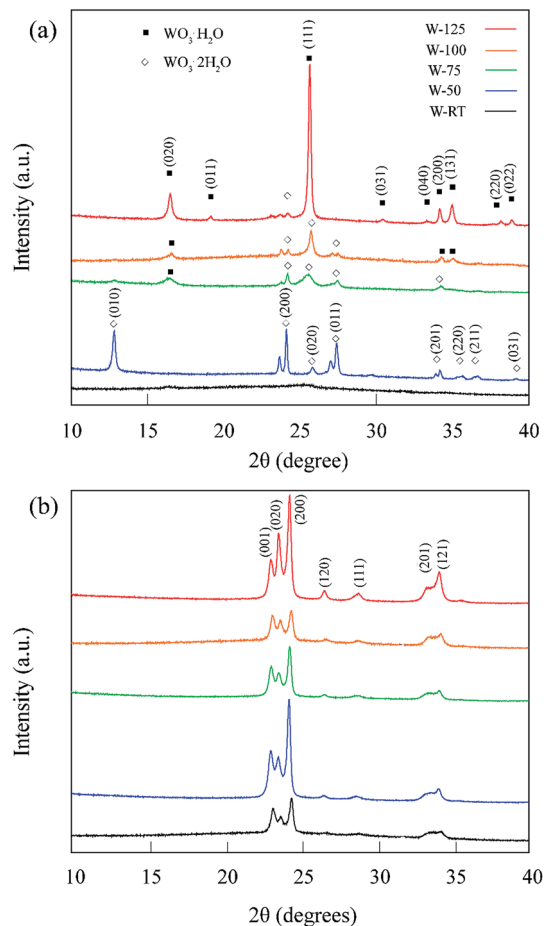 (a)
■ WO₃·H₂O
◇ WO₃·2H₂O
W-125
W-100
W-75
W-50
W-RT
(020)
(011)
(111)
(031)
(040)
(200)
(131)
(220)
(022)
(010)
(200)
(020)
(011)
(201)
(220)
(211)
(031)
Intensity (a.u.)
10 15 20 25 30 35 40
2θ (degree)
(b)
(001)
(020)
(200)
(120)
(111)
(201)
(121)
Intensity (a.u.)
10 15 20 25 30 35 40
2θ (degrees)